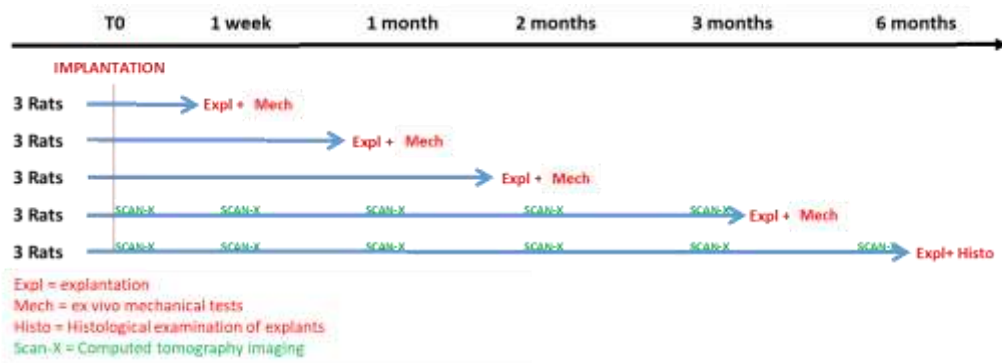 T0 1 week 1 month 2 months 3 months 6 months
IMPLANTATION
3 Rats Expl + Mech
3 Rats Expl + Mech
3 Rats Expl + Mech
3 Rats SCAN-X SCAN-X SCAN-X SCAN-X SCAN-X Expl + Mech
3 Rats SCAN-X SCAN-X SCAN-X SCAN-X SCAN-X SCAN-X Expl+ Histo
Expl = explantation
Mech = ex vivo mechanical tests
Histo = Histological examination of explants
Scan-X = Computed tomography imaging